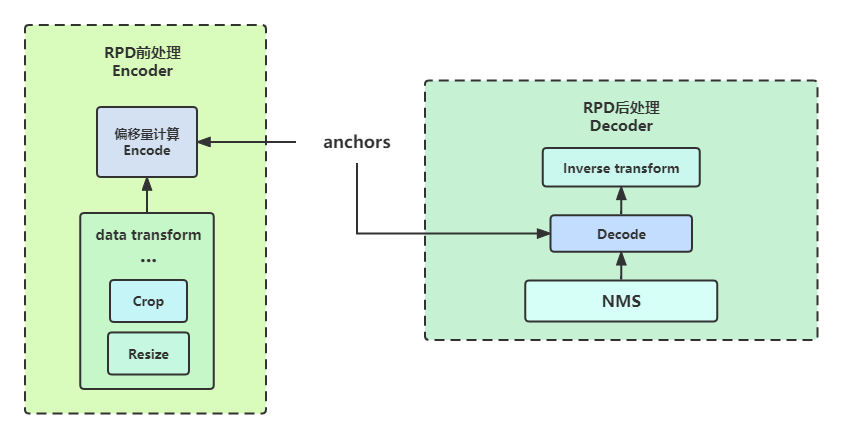 RPD前处理
Encoder
偏移量计算
Encode
data transform
...
Crop
Resize
anchors
RPD后处理
Decoder
Inverse transform
Decode
NMS